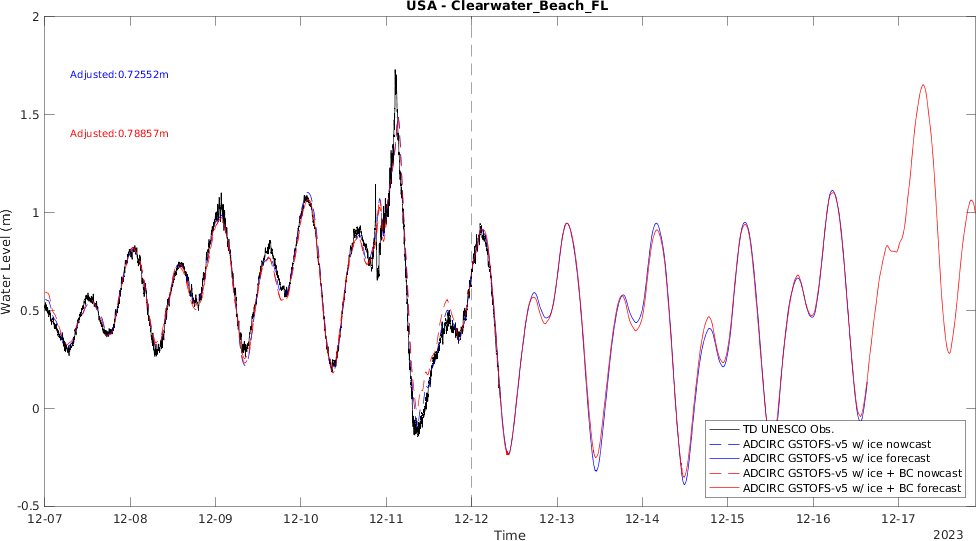 USA - Clearwater_Beach_FL
2
Adjusted:0.72552m
1.5
Adjusted:0.78857m
1
Water Level (m)
0.5
0
TD UNESCO Obs.
ADCIRC GSTOFS-v5 w/ ice nowcast
ADCIRC GSTOFS-v5 w/ ice forecast
ADCIRC GSTOFS-v5 w/ ice + BC nowcast
ADCIRC GSTOFS-v5 w/ ice + BC forecast
-0.5
12-07 12-08 12-09 12-10 12-11 12-12 12-13 12-14 12-15 12-16 12-17
Time
2023